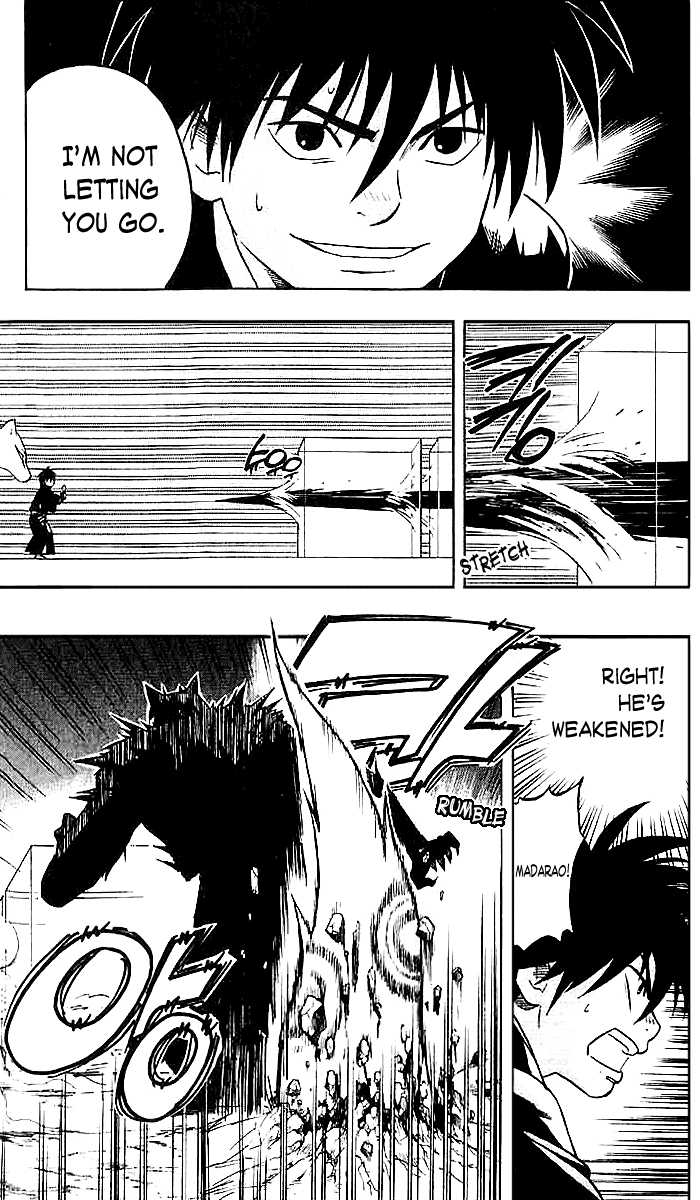 I'M NOT
LETTING
YOU GO.
STRETCH
RIGHT!
HE'S
WEAKENED!
MADARAO!
RUMBLE